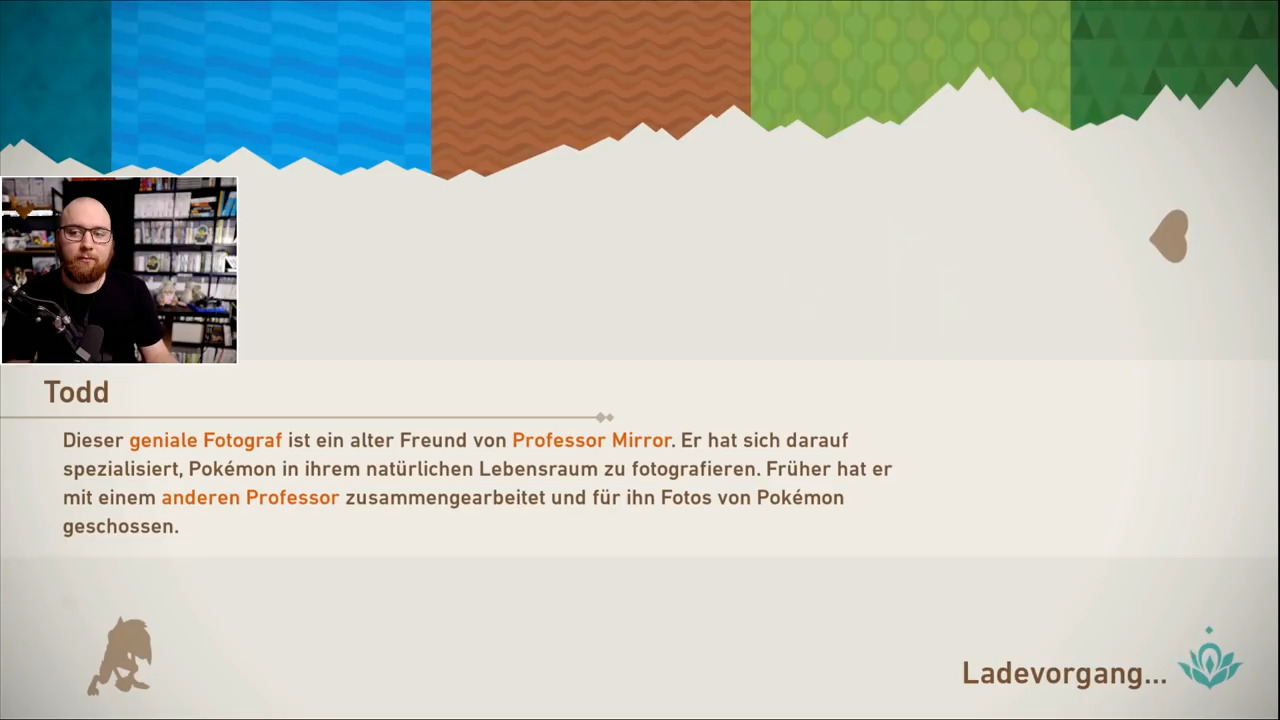 Todd
Dieser geniale Fotograf ist ein alter Freund von Professor Mirror. Er hat sich darauf
spezialisiert, Pokémon in ihrem natürlichen Lebensraum zu fotografieren. Früher hat er
mit einem anderen Professor zusammengearbeitet und für ihn Fotos von Pokémon
geschossen.
Ladevorgang...